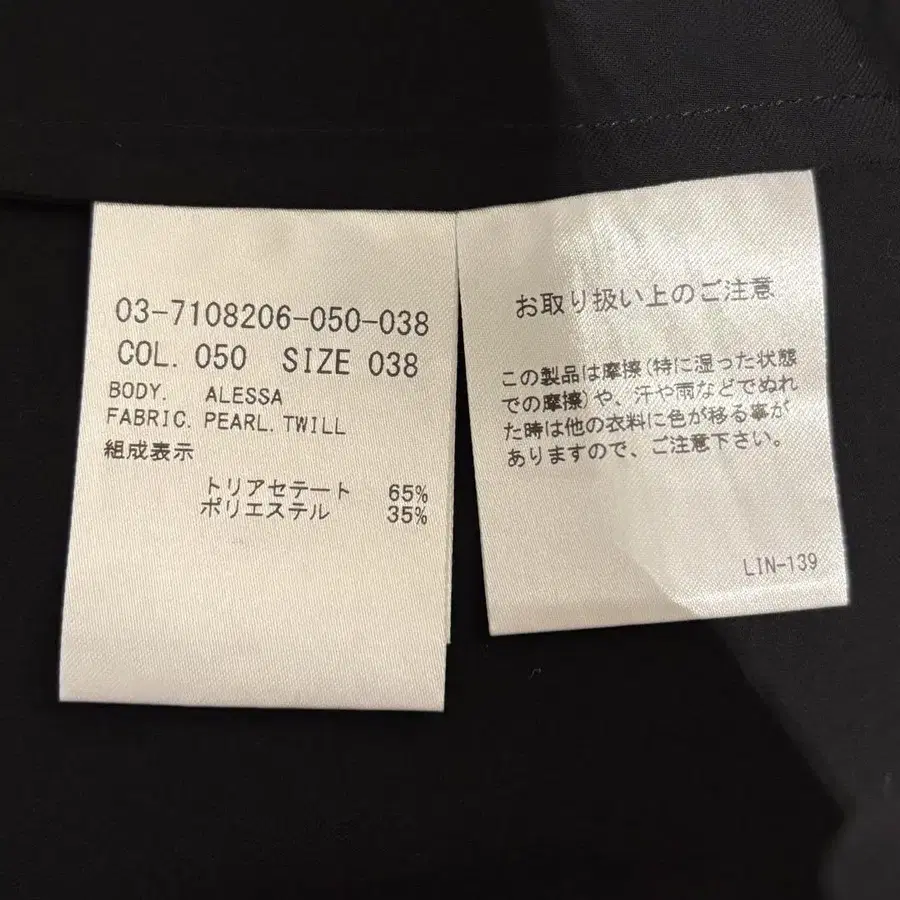 03-7108206-050-038
COL. 050 SIZE 038
BODY. ALESSA
FABRIC. PEARL. TWILL
組成表示
トリアセテート 65%
ポリエステル 35%
お取り扱い上のご注意
この製品は摩擦(特に湿った状態
での摩擦)や、汗や雨などでぬれ
た時は他の衣料に色が移る事が
ありますので、ご注意下さい。
LIN-139